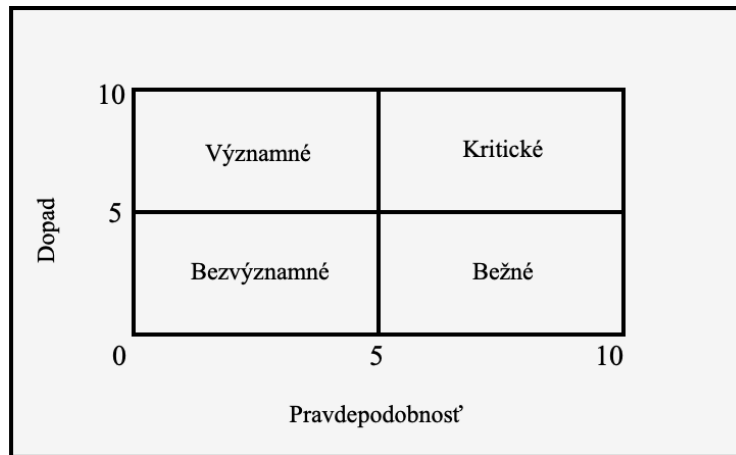 10
Významné
Kritické
5
Dopad
Bezvýznamné
Bežné
0
5
10
Pravdepodobnosť